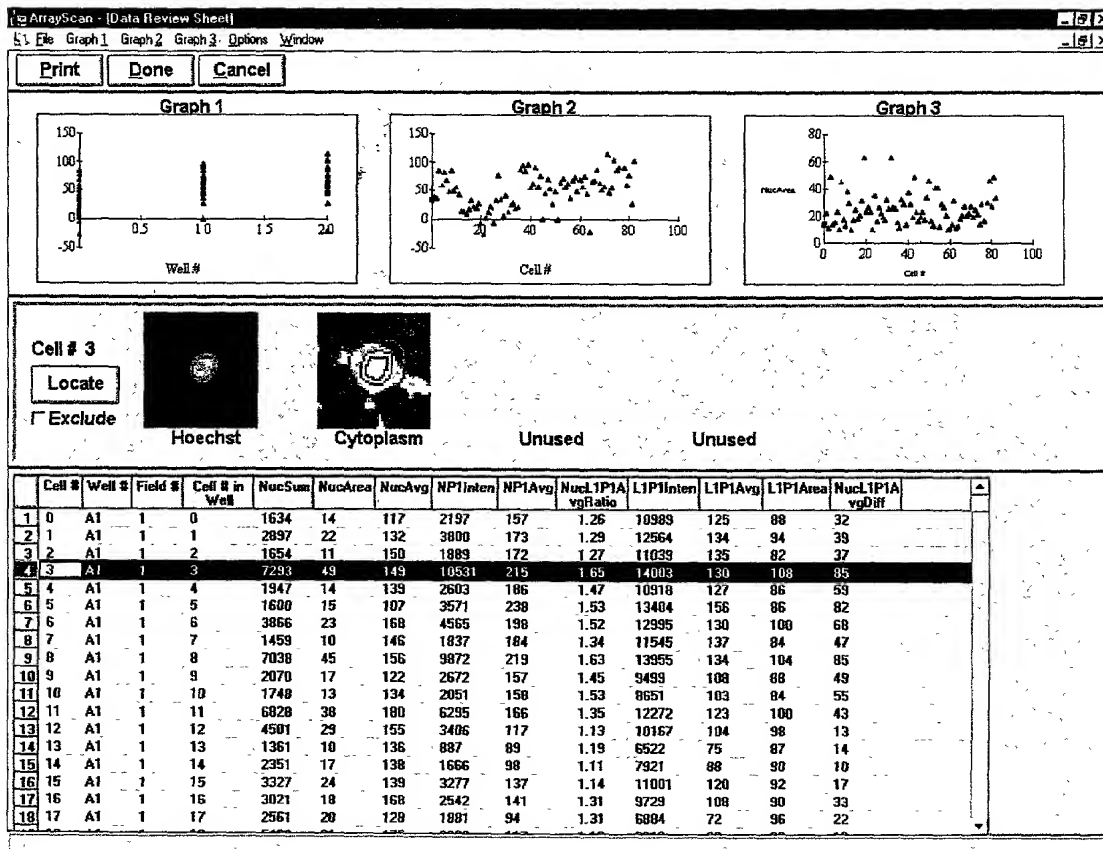 ArrayScan - [Data Review Sheet]
File Graph 1 Graph 2 Graph 3 Options Window
Print Done Cancel
Graph 1 Graph 2 Graph 3
150 100 50 0 -50
0.5 1.0 1.5 2.0
Well #
150 100 50 0 -50
20 40 60 80 100
Cell #
80 60 40 20 0
NucArea
0 20 40 60 80 100
Cell #
Cell # 3
Locate
Exclude
Hoechst Cytoplasm Unused Unused
Cell # Well # Field # Cell # in Well NucSum NucArea NucAvg NP1Inten NP1Avg NucL1P1AvgRatio L1P1Inten L1P1Avg L1P1Area NucL1P1AvgDiff
1 0 A1 1 0 1634 14 117 2197 157 1.26 10989 125 88 32
2 1 A1 1 1 2897 22 132 3800 173 1.29 12564 134 94 39
3 2 A1 1 2 1654 11 150 1889 172 1.27 11039 135 82 37
4 3 A1 1 3 7293 49 149 10531 215 1.65 14003 130 108 85
5 4 A1 1 4 1947 14 139 2603 186 1.47 10918 127 86 59
6 5 A1 1 5 1600 15 107 3571 238 1.53 13404 156 86 82
7 6 A1 1 6 3866 23 168 4565 198 1.52 12995 130 100 68
8 7 A1 1 7 1459 10 146 1837 184 1.34 11545 137 84 47
9 8 A1 1 8 7038 45 156 9872 219 1.63 13955 134 104 85
10 9 A1 1 9 2070 17 122 2672 157 1.45 9499 108 88 49
11 10 A1 1 10 1748 13 134 2051 158 1.53 8651 103 84 55
12 11 A1 1 11 6828 38 180 6295 166 1.35 12272 123 100 43
13 12 A1 1 12 4501 29 155 3406 117 1.13 10167 104 98 13
14 13 A1 1 13 1361 10 136 887 89 1.19 6522 75 87 14
15 14 A1 1 14 2351 17 138 1666 98 1.11 7921 88 90 10
16 15 A1 1 15 3327 24 139 3277 137 1.14 11001 120 92 17
17 16 A1 1 16 3021 18 168 2542 141 1.31 9729 108 90 33
18 17 A1 1 17 2561 20 128 1881 94 1.31 6884 72 96 22